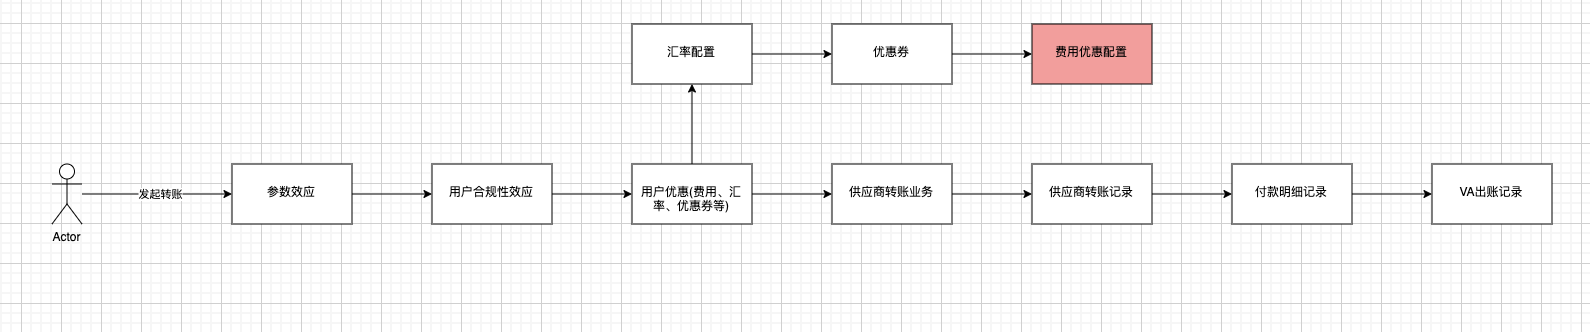 汇率配置
优惠券
费用优惠配置
发起转账
参数效应
用户合规性效应
用户优惠(费用、汇
率、优惠券等)
供应商转账业务
供应商转账记录
付款明细记录
VA出账记录
Actor